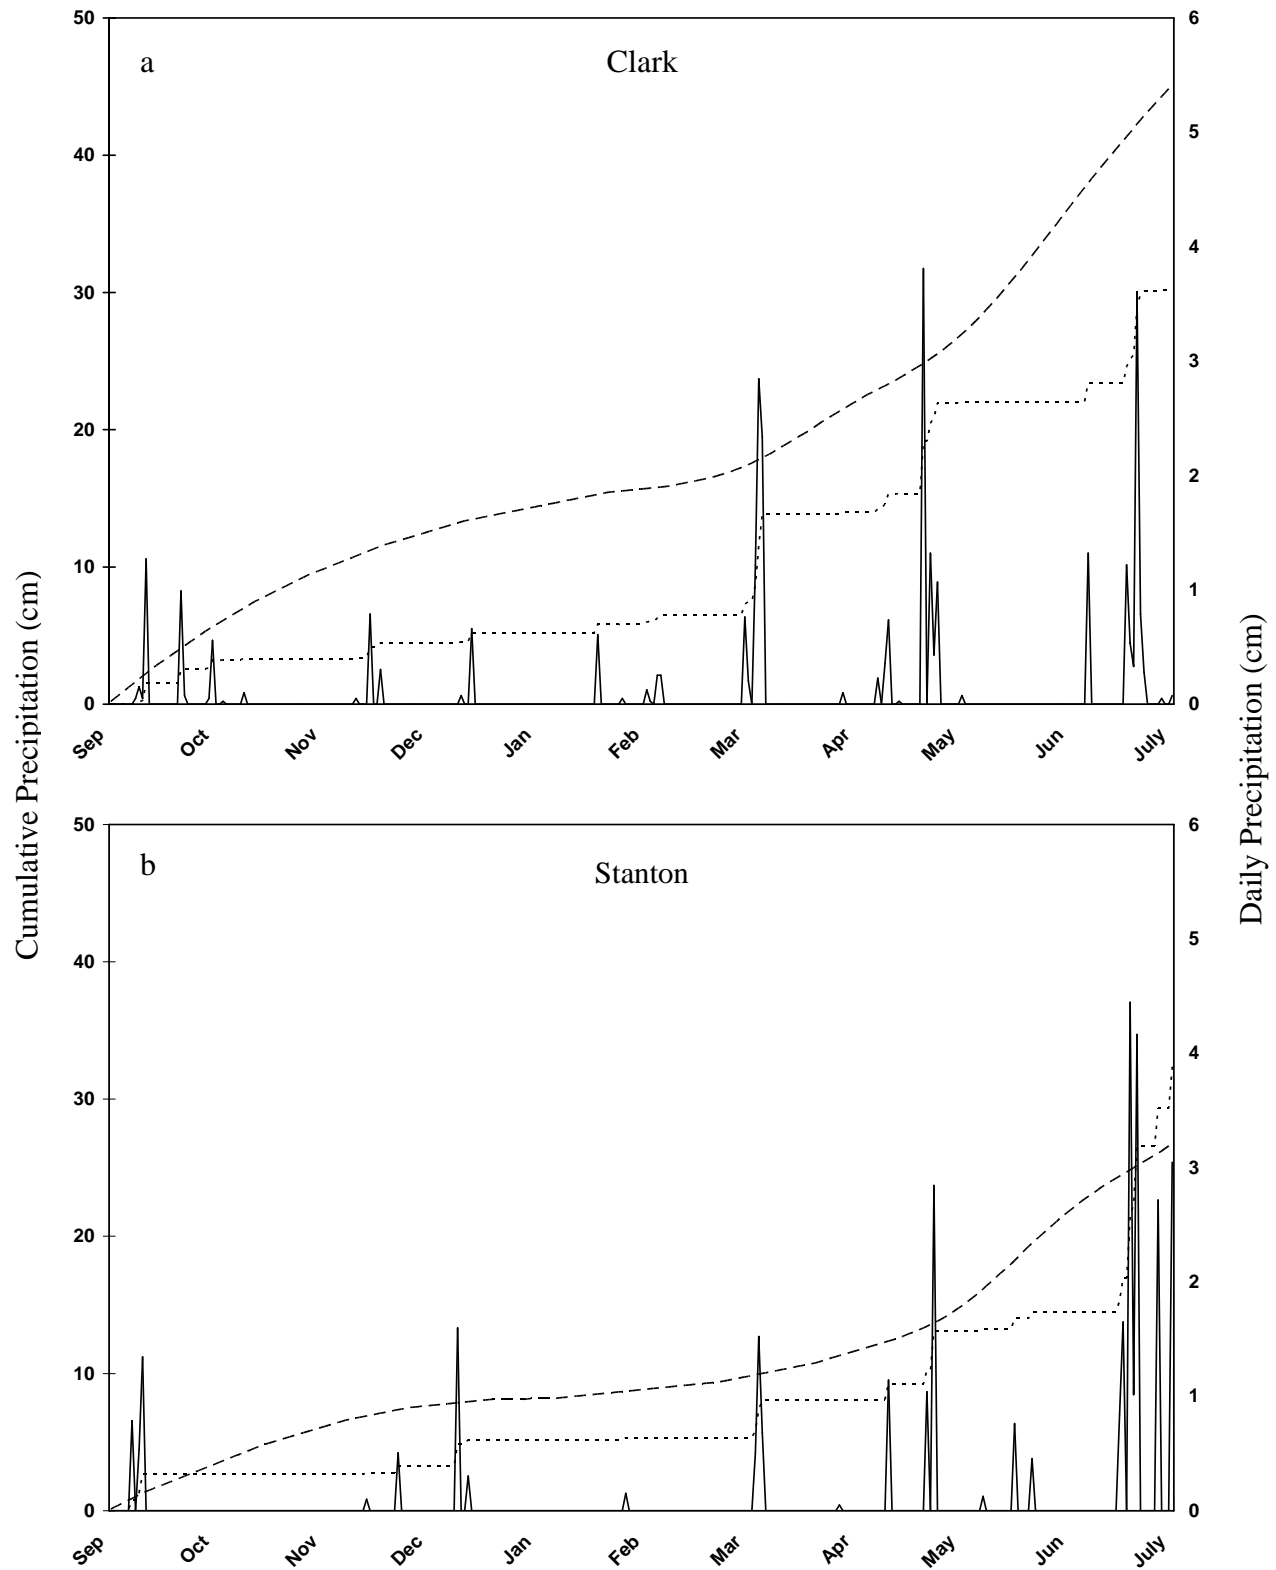 50
6
a
Clark
5
40
4
30
3
20
2
10
1
0
0
Sep
Oct
Nov
Dec
Jan
Feb
Mar
Apr
May
Jun
July
Cumulative Precipitation (cm)
Daily Precipitation (cm)
50
6
b
Stanton
5
40
4
30
3
20
2
10
1
0
0
Sep
Oct
Nov
Dec
Jan
Feb
Mar
Apr
May
Jun
July